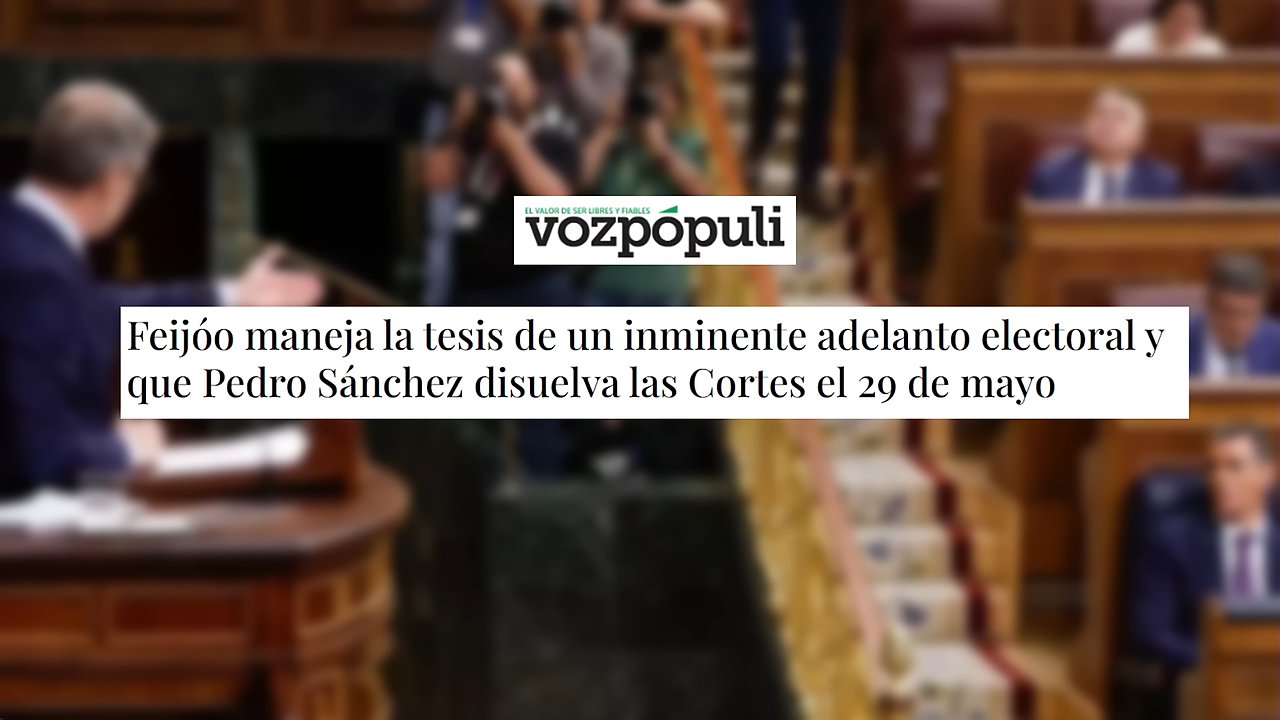 EL VALOR DE SER LIBRES Y FIABLES
vozpópuli
Feijóo maneja la tesis de un inminente adelanto electoral y
que Pedro Sánchez disuelva las Cortes el 29 de mayo